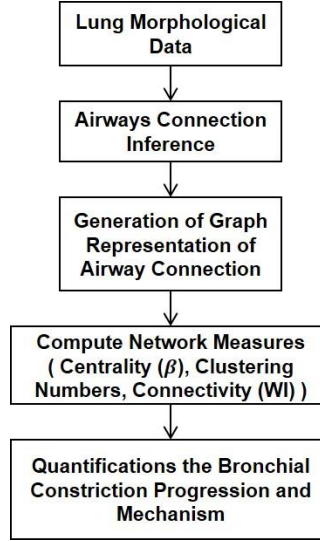 Lung Morphological
Data
Airways Connection
Inference
Generation of Graph
Representation of
Airway Connection
Compute Network Measures
( Centrality (β), Clustering
Numbers, Connectivity (WI) )
Quantifications the Bronchial
Constriction Progression and
Mechanism